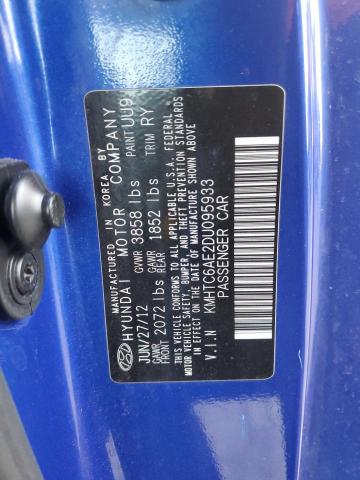 MANUFACTURED IN KOREA BY
HYUNDAI MOTOR COMPANY
JUN/27/12 GVWR 3858 lbs PAINT UU9
GAWR FRONT 2072 lbs GAWR REAR 1852 lbs TRIM RY
THIS VEHICLE CONFORMS TO ALL APPLICABLE U.S.A. FEDERAL
MOTOR VEHICLE SAFETY, BUMPER, AND THEFT PREVENTION STANDARDS
IN EFFECT ON THE DATE OF MANUFACTURE SHOWN ABOVE
V.I.N KMHTC6AE2DU095933
PASSENGER CAR